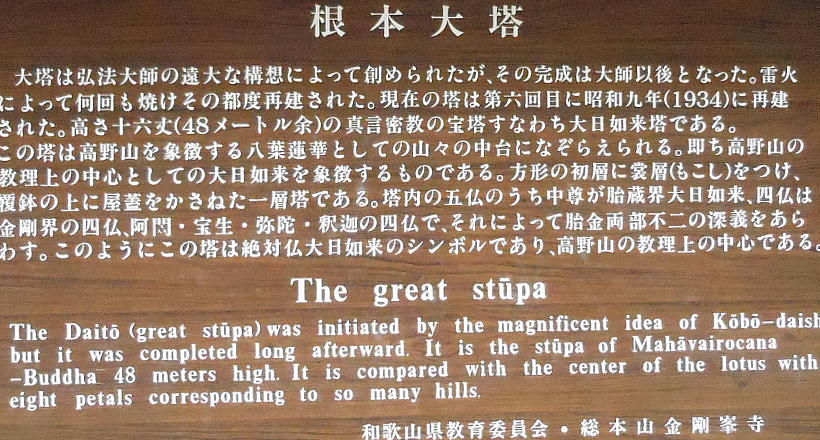 根本大塔
大塔は弘法大師の遠大な構想によって創められたが、その完成は大師以後となった。雷火
によって何回も焼けその都度再建された。現在の塔は第六回目に昭和九年(1934)に再建
された。高さ十六丈(48メートル余)の真言密教の宝塔すなわち大日如来塔である。
この塔は高野山を象徴する八葉蓮華としての山々の中台になぞらえられる。即ち高野山の
教理上の中心としての大日如来を象徴するものである。方形の初層に裳層(もこし)をつけ、
覆鉢の上に屋蓋をかさねた一層塔である。塔内の五仏のうち中尊が胎蔵界大日如来、四仏は
金剛界の四仏、阿閦・宝生・弥陀・釈迦の四仏で、それによって胎金両部不二の深義をあら
わす。このようにこの塔は絶対仏大日如来のシンボルであり、高野山の教理上の中心である。
The great stūpa
The Daitō (great stūpa) was initiated by the magnificent idea of Kōbō-daish
but it was completed long afterward. It is the stūpa of Mahāvairocana
-Buddha 48 meters high. It is compared with the center of the lotus with
eight petals corresponding to so many hills.
和歌山県教育委員会・総本山金剛峯寺